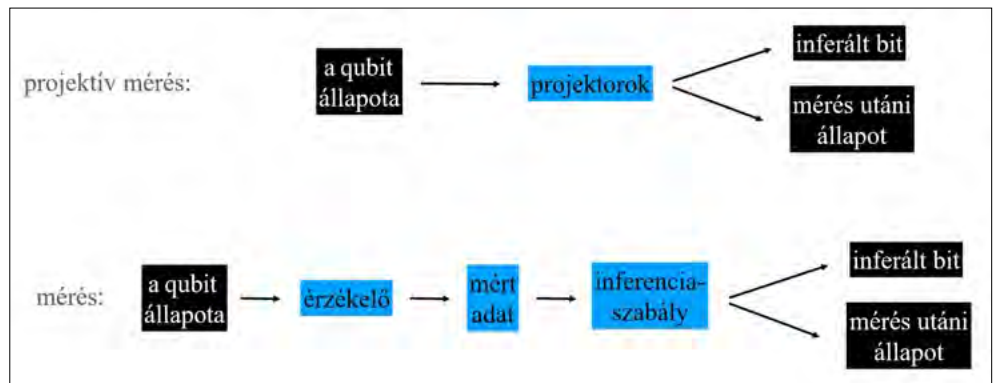 projektív mérés:
a qubit
állapota
projektorok
inferált bit
mérés utáni
állapot
mérés:
a qubit
állapota
érzékelő
mért
adat
inferencia-
szabály
inferált bit
mérés utáni
állapot